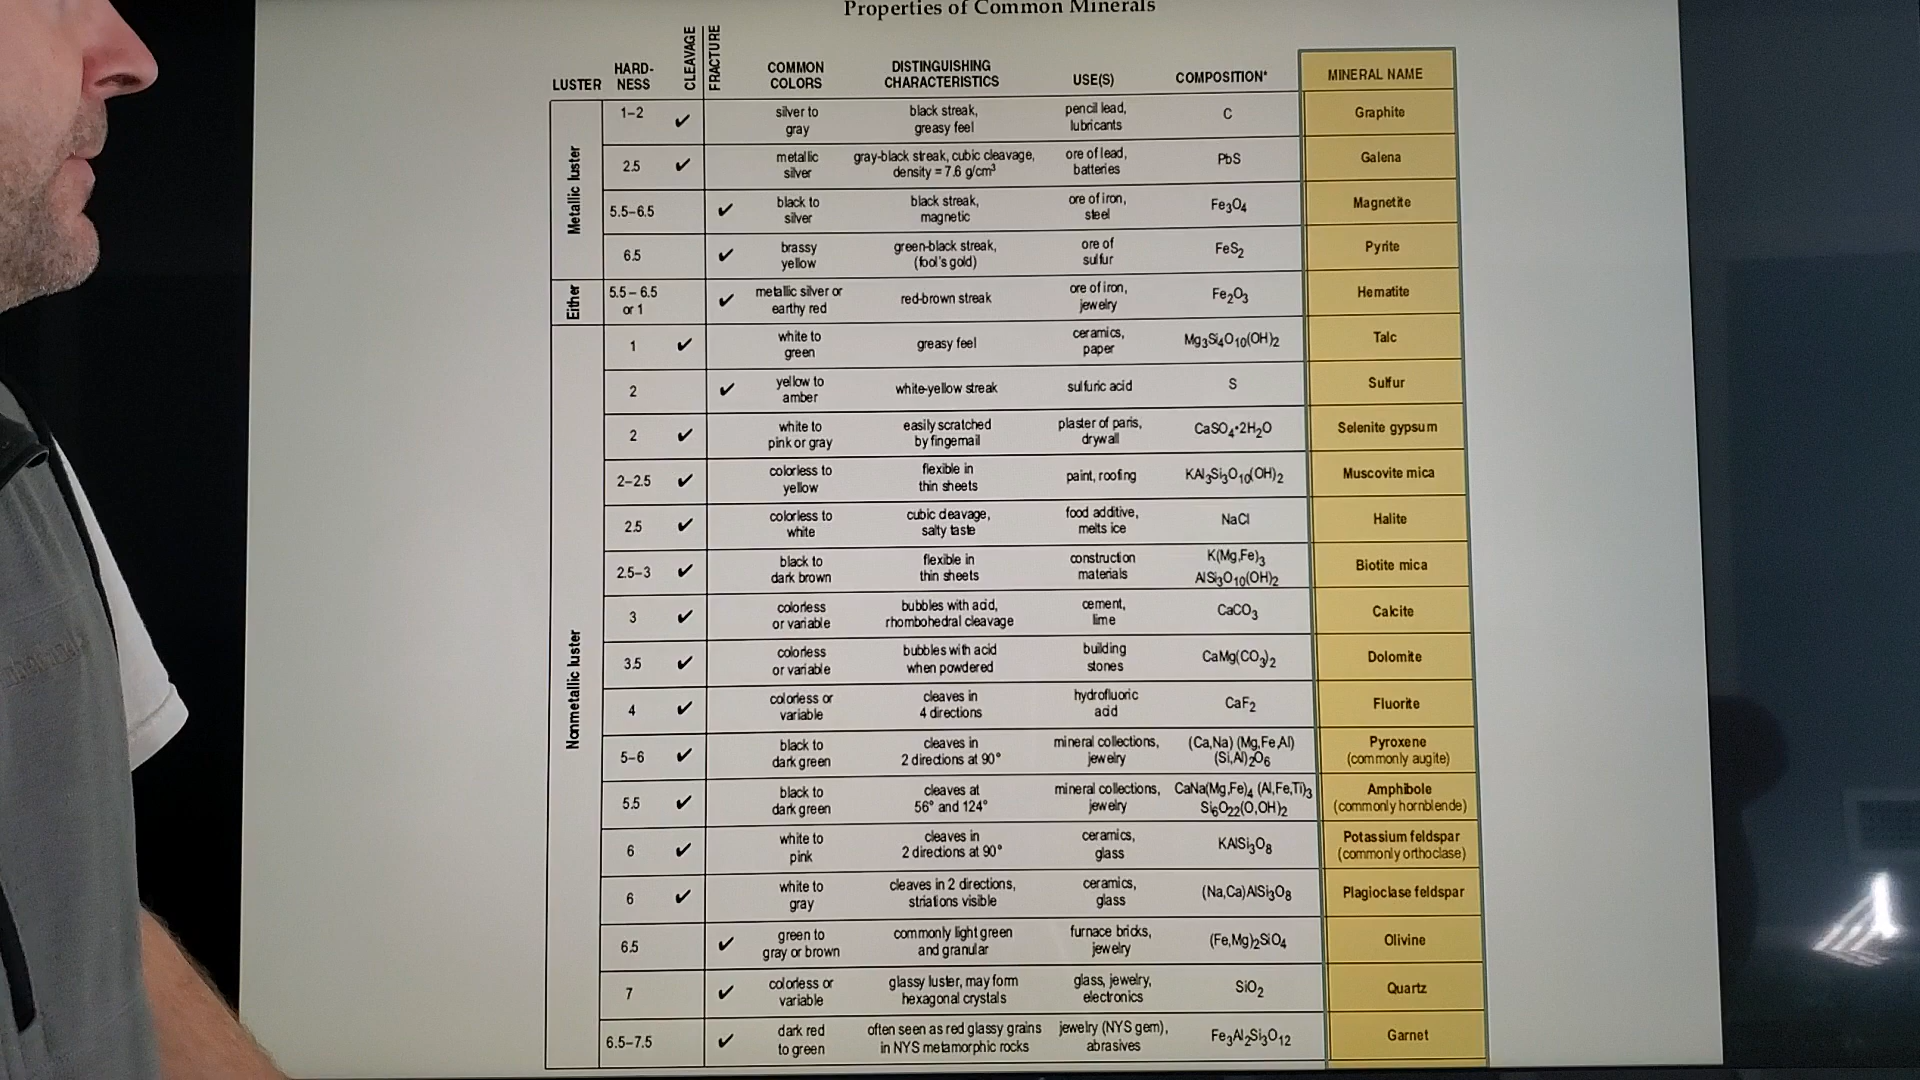 Properties of Common Minerals
LUSTER HARD-NESS CLEAVAGE FRACTURE COMMON COLORS DISTINGUISHING CHARACTERISTICS USE(S) COMPOSITION* MINERAL NAME
Metallic luster
1–2 ✔ silver to gray black streak, greasy feel pencil lead, lubricants C Graphite
2.5 ✔ metallic silver gray-black streak, cubic cleavage, density = 7.6 g/cm³ ore of lead, batteries PbS Galena
5.5–6.5 ✔ black to silver black streak, magnetic ore of iron, steel Fe₃O₄ Magnetite
6.5 ✔ brassy yellow green-black streak, (fool's gold) ore of sulfur FeS₂ Pyrite
Either
5.5 – 6.5 or 1 ✔ metallic silver or earthy red red-brown streak ore of iron, jewelry Fe₂O₃ Hematite
Nonmetallic luster
1 ✔ white to green greasy feel ceramics, paper Mg₃Si₄O₁₀(OH)₂ Talc
2 ✔ yellow to amber white-yellow streak sulfuric acid S Sulfur
2 ✔ white to pink or gray easily scratched by fingernail plaster of paris, drywall CaSO₄•2H₂O Selenite gypsum
2–2.5 ✔ colorless to yellow flexible in thin sheets paint, roofing KAl₃Si₃O₁₀(OH)₂ Muscovite mica
2.5 ✔ colorless to white cubic cleavage, salty taste food additive, melts ice NaCl Halite
2.5–3 ✔ black to dark brown flexible in thin sheets construction materials K(Mg,Fe)₃ AlSi₃O₁₀(OH)₂ Biotite mica
3 ✔ colorless or variable bubbles with acid, rhombohedral cleavage cement, lime CaCO₃ Calcite
3.5 ✔ colorless or variable bubbles with acid when powdered building stones CaMg(CO₃)₂ Dolomite
4 ✔ colorless or variable cleaves in 4 directions hydrofluoric acid CaF₂ Fluorite
5–6 ✔ black to dark green cleaves in 2 directions at 90° mineral collections, jewelry (Ca,Na) (Mg,Fe,Al) (Si,Al)₂O₆ Pyroxene (commonly augite)
5.5 ✔ black to dark green cleaves at 56° and 124° mineral collections, jewelry CaNa(Mg,Fe)₄ (Al,Fe,Ti)₃ Si₆O₂₂(O,OH)₂ Amphibole (commonly hornblende)
6 ✔ white to pink cleaves in 2 directions at 90° ceramics, glass KAlSi₃O₈ Potassium feldspar (commonly orthoclase)
6 ✔ white to gray cleaves in 2 directions, striations visible ceramics, glass (Na,Ca)AlSi₃O₈ Plagioclase feldspar
6.5 ✔ green to gray or brown commonly light green and granular furnace bricks, jewelry (Fe,Mg)₂SiO₄ Olivine
7 ✔ colorless or variable glassy luster, may form hexagonal crystals glass, jewelry, electronics SiO₂ Quartz
6.5–7.5 ✔ dark red to green often seen as red glassy grains in NYS metamorphic rocks jewelry (NYS gem), abrasives Fe₃Al₂Si₃O₁₂ Garnet